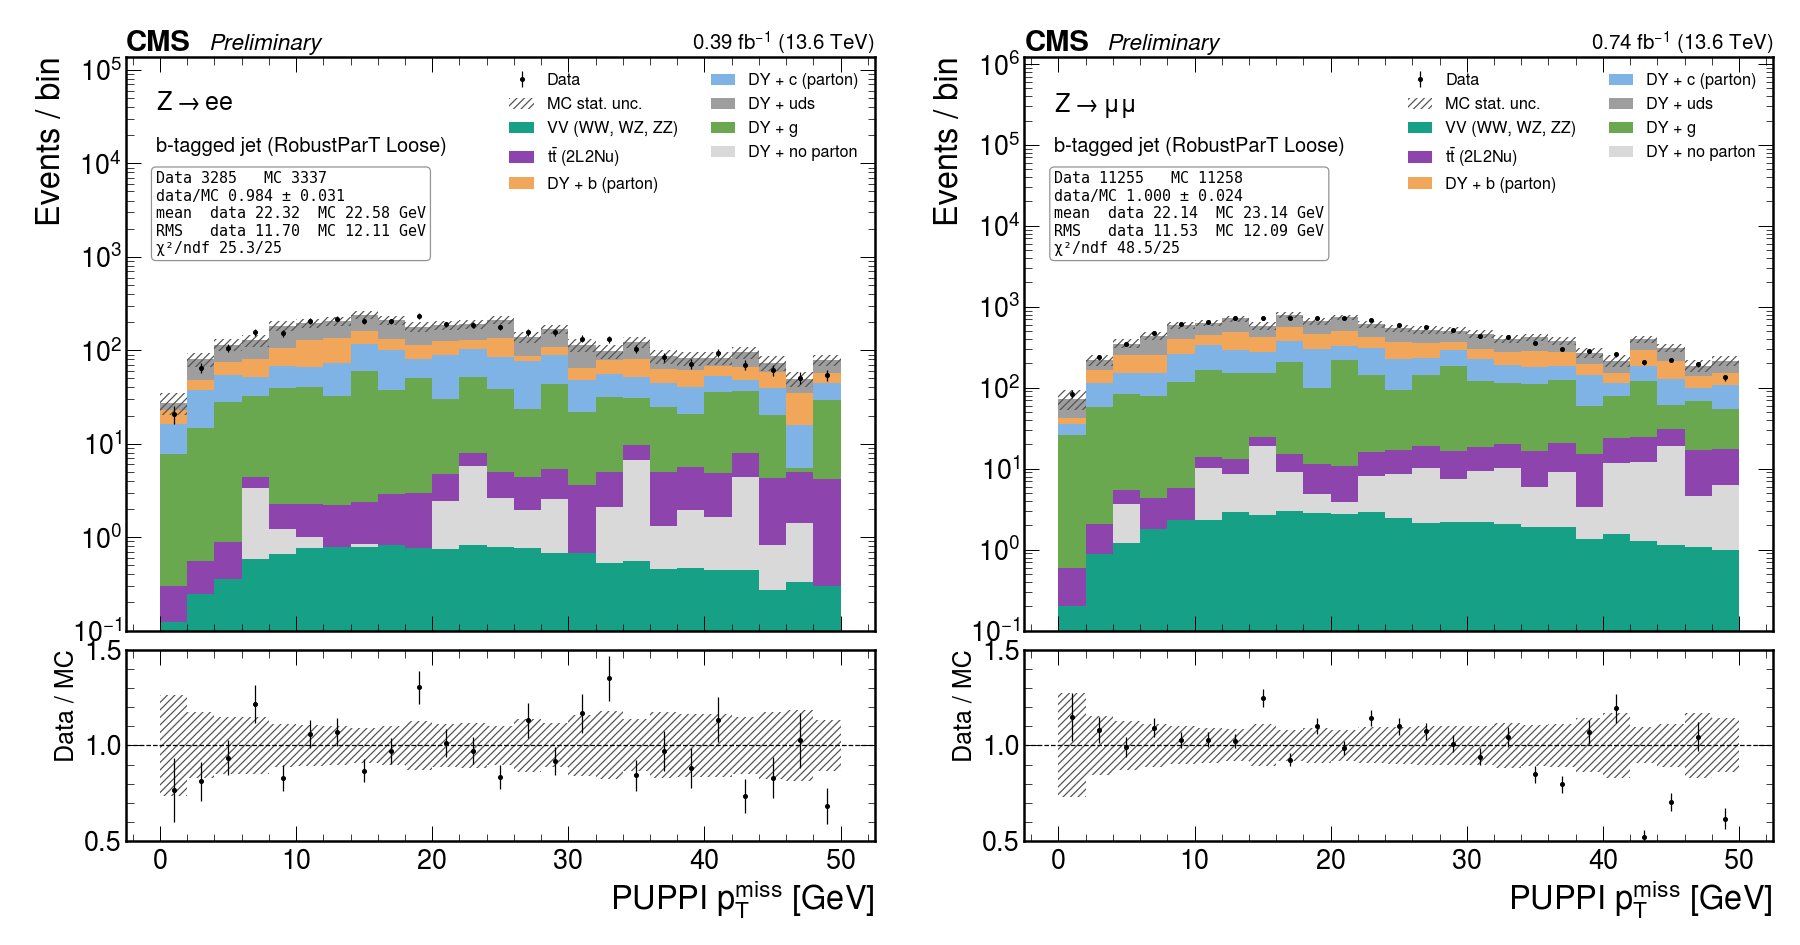 CMS Preliminary 0.39 fb⁻¹ (13.6 TeV)
Events / bin
10⁵
10⁴
10³
10²
10¹
10⁰
10⁻¹
Z → ee
b-tagged jet (RobustParT Loose)
Data 3285 MC 3337
data/MC 0.984 ± 0.031
mean data 22.32 MC 22.58 GeV
RMS data 11.70 MC 12.11 GeV
χ²/ndf 25.3/25
Data
MC stat. unc.
VV (WW, WZ, ZZ)
tt̄ (2L2Nu)
DY + b (parton)
DY + c (parton)
DY + uds
DY + g
DY + no parton
Data / MC
1.5
1.0
0.5
0 10 20 30 40 50
PUPPI p_T^miss [GeV]
CMS Preliminary 0.74 fb⁻¹ (13.6 TeV)
Events / bin
10⁶
10⁵
10⁴
10³
10²
10¹
10⁰
10⁻¹
Z → μμ
b-tagged jet (RobustParT Loose)
Data 11255 MC 11258
data/MC 1.000 ± 0.024
mean data 22.14 MC 23.14 GeV
RMS data 11.53 MC 12.09 GeV
χ²/ndf 48.5/25
Data
MC stat. unc.
VV (WW, WZ, ZZ)
tt̄ (2L2Nu)
DY + b (parton)
DY + c (parton)
DY + uds
DY + g
DY + no parton
Data / MC
1.5
1.0
0.5
0 10 20 30 40 50
PUPPI p_T^miss [GeV]